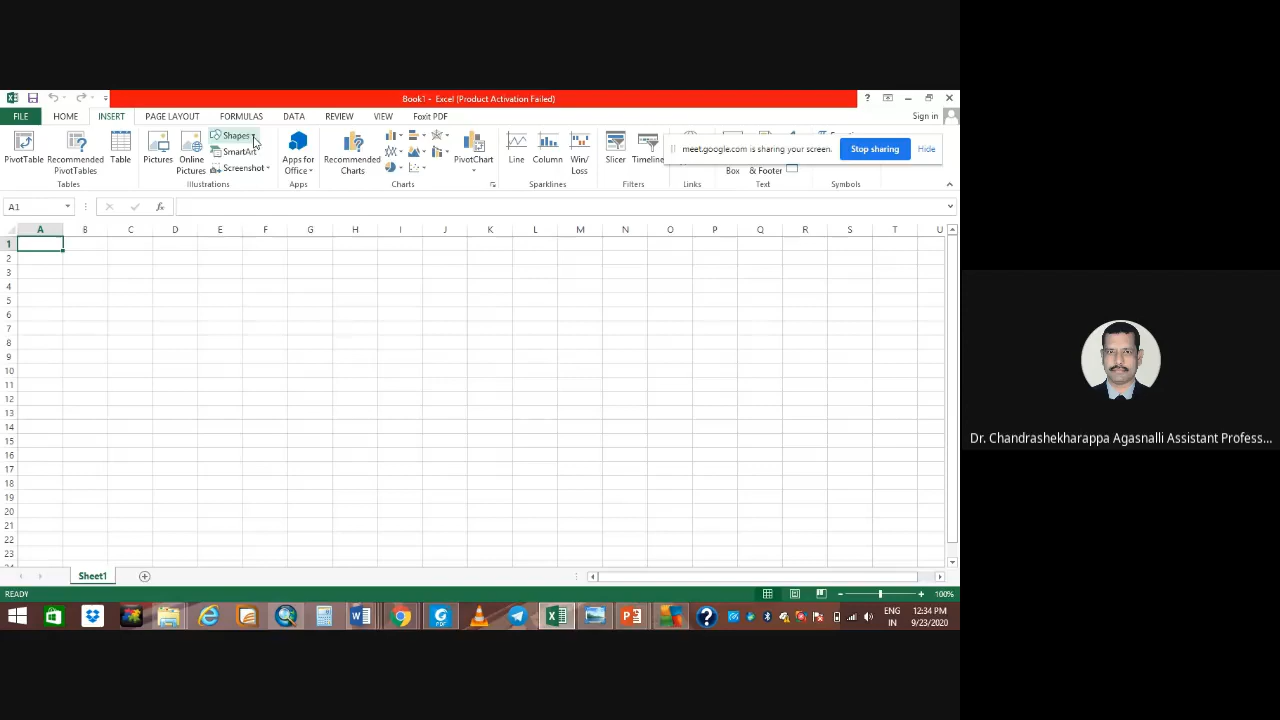 Book1 - Excel (Product Activation Failed)
FILE HOME INSERT PAGE LAYOUT FORMULAS DATA REVIEW VIEW Foxit PDF Sign in
PivotTable Recommended PivotTables Table
Tables
Pictures Online Pictures Shapes SmartArt Screenshot
Illustrations
Apps for Office
Apps
Recommended Charts PivotChart
Charts
Line Column Win/ Loss
Sparklines
Slicer Timeline
Filters
meet.google.com is sharing your screen. Stop sharing Hide
Links
Box & Footer
Text
Symbols
A1 fx
A B C D E F G H I J K L M N O P Q R S T U
1
2
3
4
5
6
7
8
9
10
11
12
13
14
15
16
17
18
19
20
21
22
23
Sheet1
READY 100%
ENG 12:34 PM
IN 9/23/2020
Dr. Chandrashekharappa Agasnalli Assistant Profess...